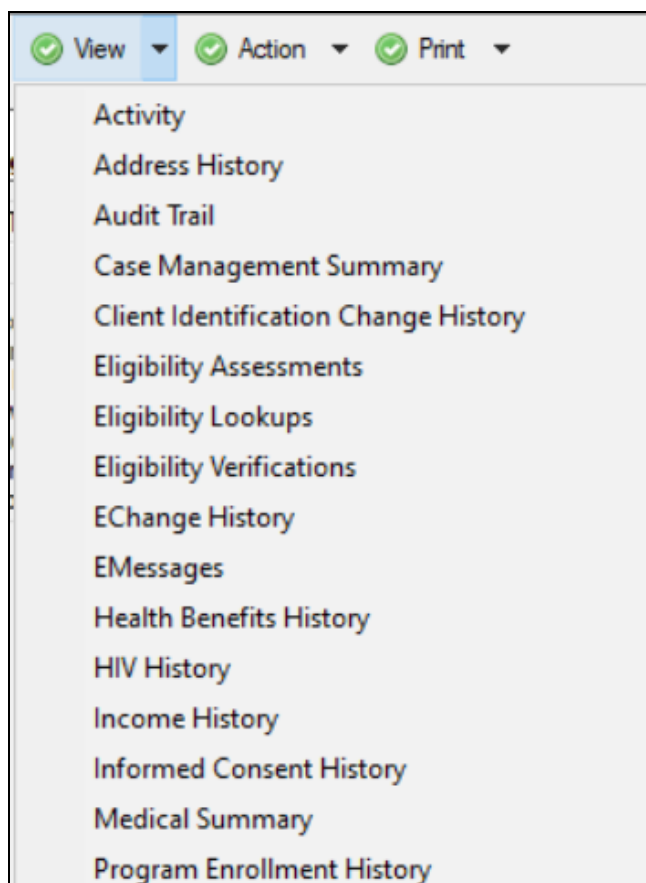 View Action Print
Activity
Address History
Audit Trail
Case Management Summary
Client Identification Change History
Eligibility Assessments
Eligibility Lookups
Eligibility Verifications
EChange History
EMessages
Health Benefits History
HIV History
Income History
Informed Consent History
Medical Summary
Program Enrollment History